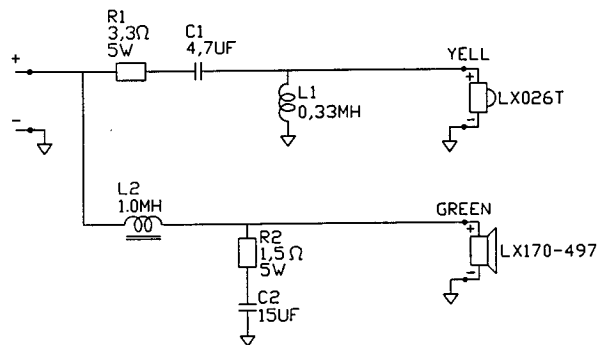 R1
3,3Ω
5W
C1
4,7UF
YELL
+
+
L1
0,33MH
LX026T
-
-
L2
1.0MH
GREEN
+
R2
1,5Ω
5W
LX170-497
-
C2
15UF